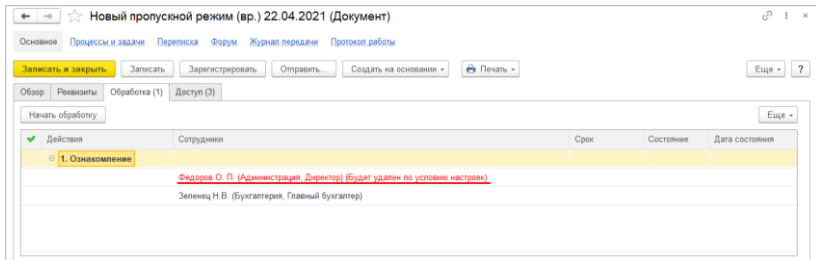 Новый пропускной режим (вр.) 22.04.2021 (Документ)
Основное Процессы и задачи Переписка Форум Журнал передачи Протокол работы
Записать и закрыть Записать Зарегистрировать Отправить... Создать на основании Печать Еще ?
Обзор Реквизиты Обработка (1) Доступ (3)
Начать обработку Еще
Действия Сотрудники Срок Состояние Дата состояния
1. Ознакомление
Федоров О. П. (Администрация, Директор) (Будет удален по условию настроек)
Зеленец Н.В. (Бухгалтерия, Главный бухгалтер)